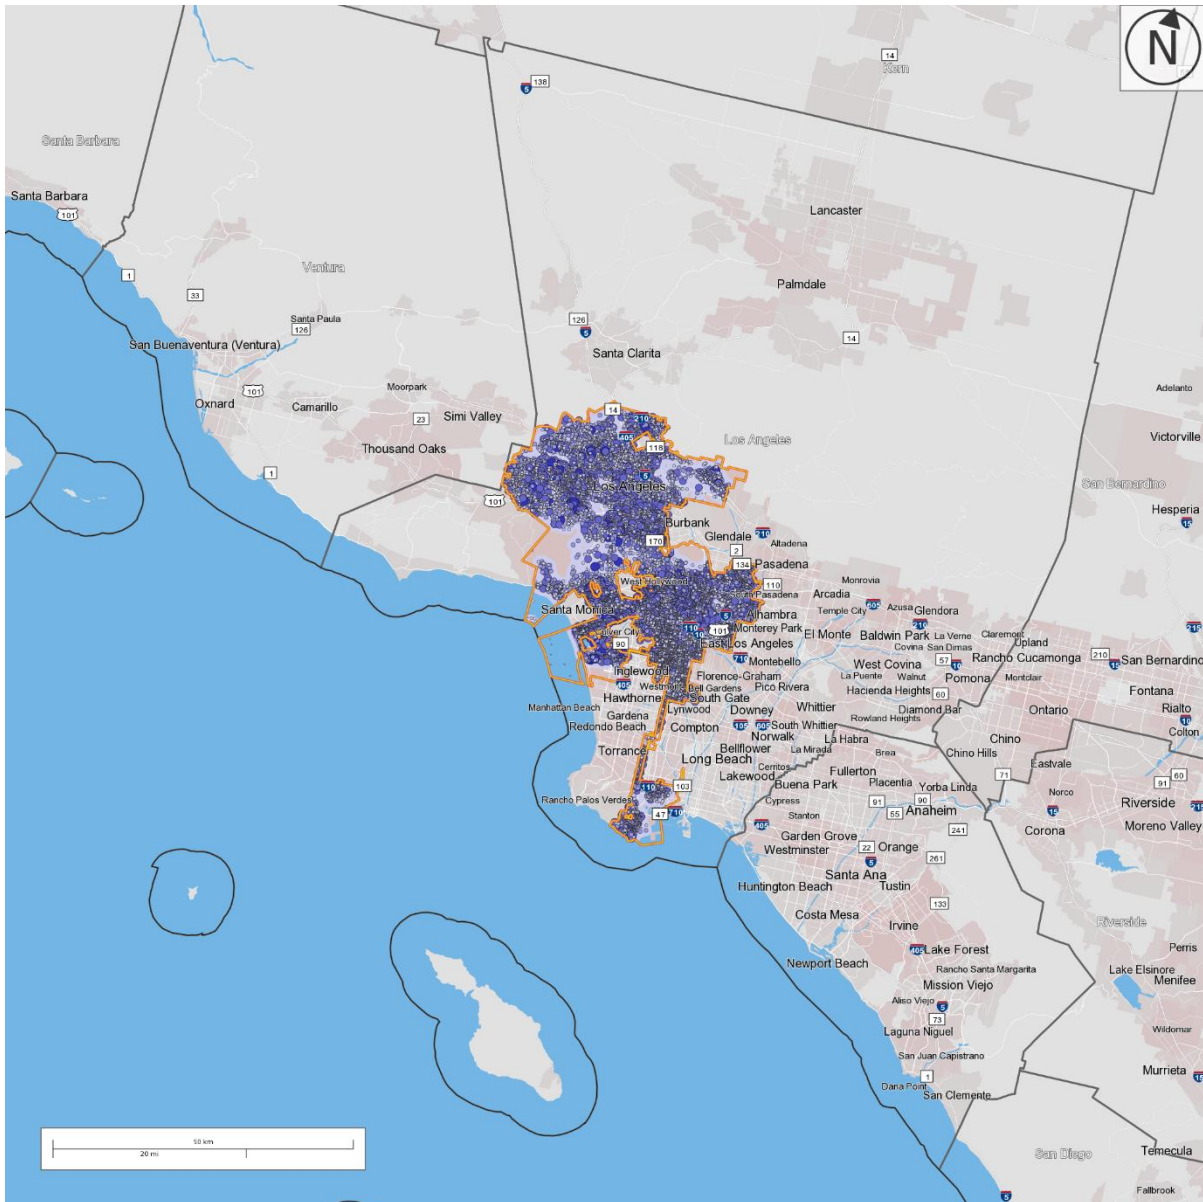 N
14
Kern
138
5
Santa Barbara
Santa Barbara
101
Lancaster
Ventura
1
33
Palmdale
Santa Paula
126
126
5
14
San Buenaventura (Ventura)
Santa Clarita
Moorpark
Adelanto
101
Oxnard
Camarillo
23
Simi Valley
14
210
405
Los Angeles
Victorville
Thousand Oaks
118
1
5
San Bernardino
101
Los Angeles
Hesperia
15
Burbank
Glendale
210
170
Altadena
2
134
Pasadena
West Hollywood
110
Monrovia
South Pasadena
Arcadia
605
Azusa
Glendora
Santa Monica
5
Alhambra
Temple City
210
215
110
101
Monterey Park
El Monte
Baldwin Park
La Verne
Claremont
Upland
10
ulver City
90
East Los Angeles
Covina
San Dimas
210
Rancho Cucamonga
710
Montebello
West Covina
57
10
15
San Bernardino
Inglewood
Florence-Graham
La Puente
Walnut
Pomona
Montclair
405
Westmont
Bell Gardens
Pico Rivera
Hacienda Heights
60
Fontana
Hawthorne
South Gate
Manhattan Beach
Lynwood
Downey
Whittier
Diamond Bar
Ontario
Rialto
Gardena
Rowland Heights
10
Redondo Beach
Compton
105
605
South Whittier
Colton
Norwalk
La Habra
Chino
Torrance
Bellflower
La Mirada
Brea
Chino Hills
Long Beach
Cerritos
Fullerton
Eastvale
Lakewood
Buena Park
Placentia
71
60
110
103
Yorba Linda
91
Norco
Rancho Palos Verdes
Cypress
91
90
Riverside
47
710
Stanton
55
Anaheim
15
215
405
241
Corona
Moreno Valley
Garden Grove
Westminster
22
Orange
261
5
Santa Ana
Huntington Beach
Tustin
133
Costa Mesa
Irvine
Riverside
405
Lake Forest
Perris
Newport Beach
Rancho Santa Margarita
Lake Elsinore
Menifee
Mission Viejo
Aliso Viejo
5
73
Laguna Niguel
Wildomar
San Juan Capistrano
Murrieta
15
1
Dana Point
San Clemente
50 km
20 mi
San Diego
Temecula
Fallbrook
5